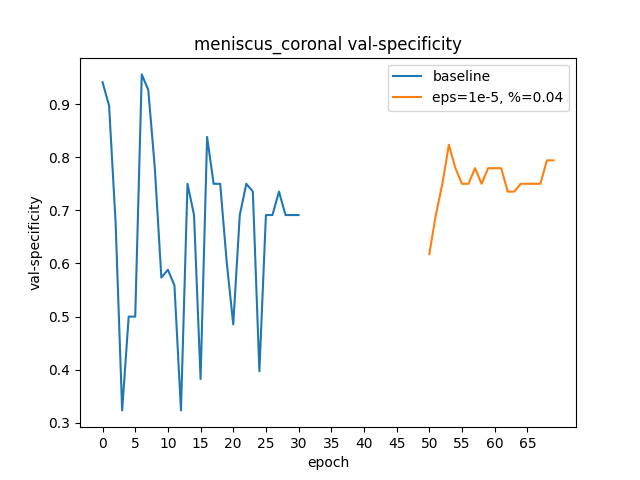 meniscus_coronal val-specificity
baseline
eps=1e-5, %=0.04
val-specificity
0.9
0.8
0.7
0.6
0.5
0.4
0.3
0 5 10 15 20 25 30 35 40 45 50 55 60 65
epoch